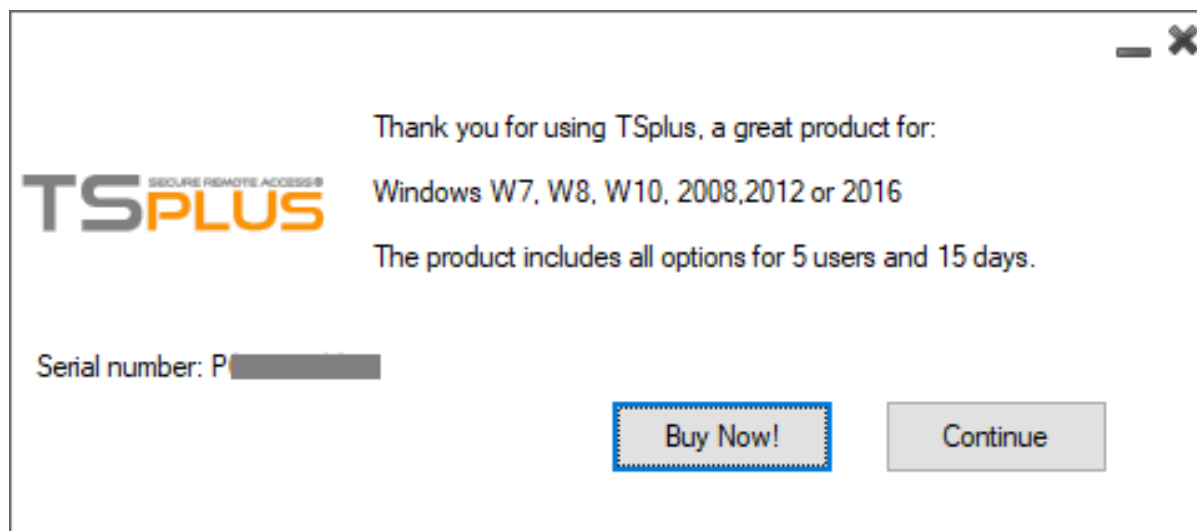 Thank you for using TSplus, a great product for:
SECURE REMOTE ACCESS®
TSPLUS
Windows W7, W8, W10, 2008,2012 or 2016
The product includes all options for 5 users and 15 days.
Serial number: P
Buy Now!
Continue